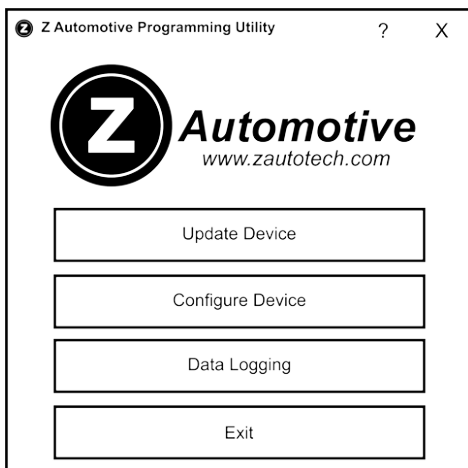 Z Z Automotive Programming Utility ? X
Z Automotive
www.zautotech.com
Update Device
Configure Device
Data Logging
Exit